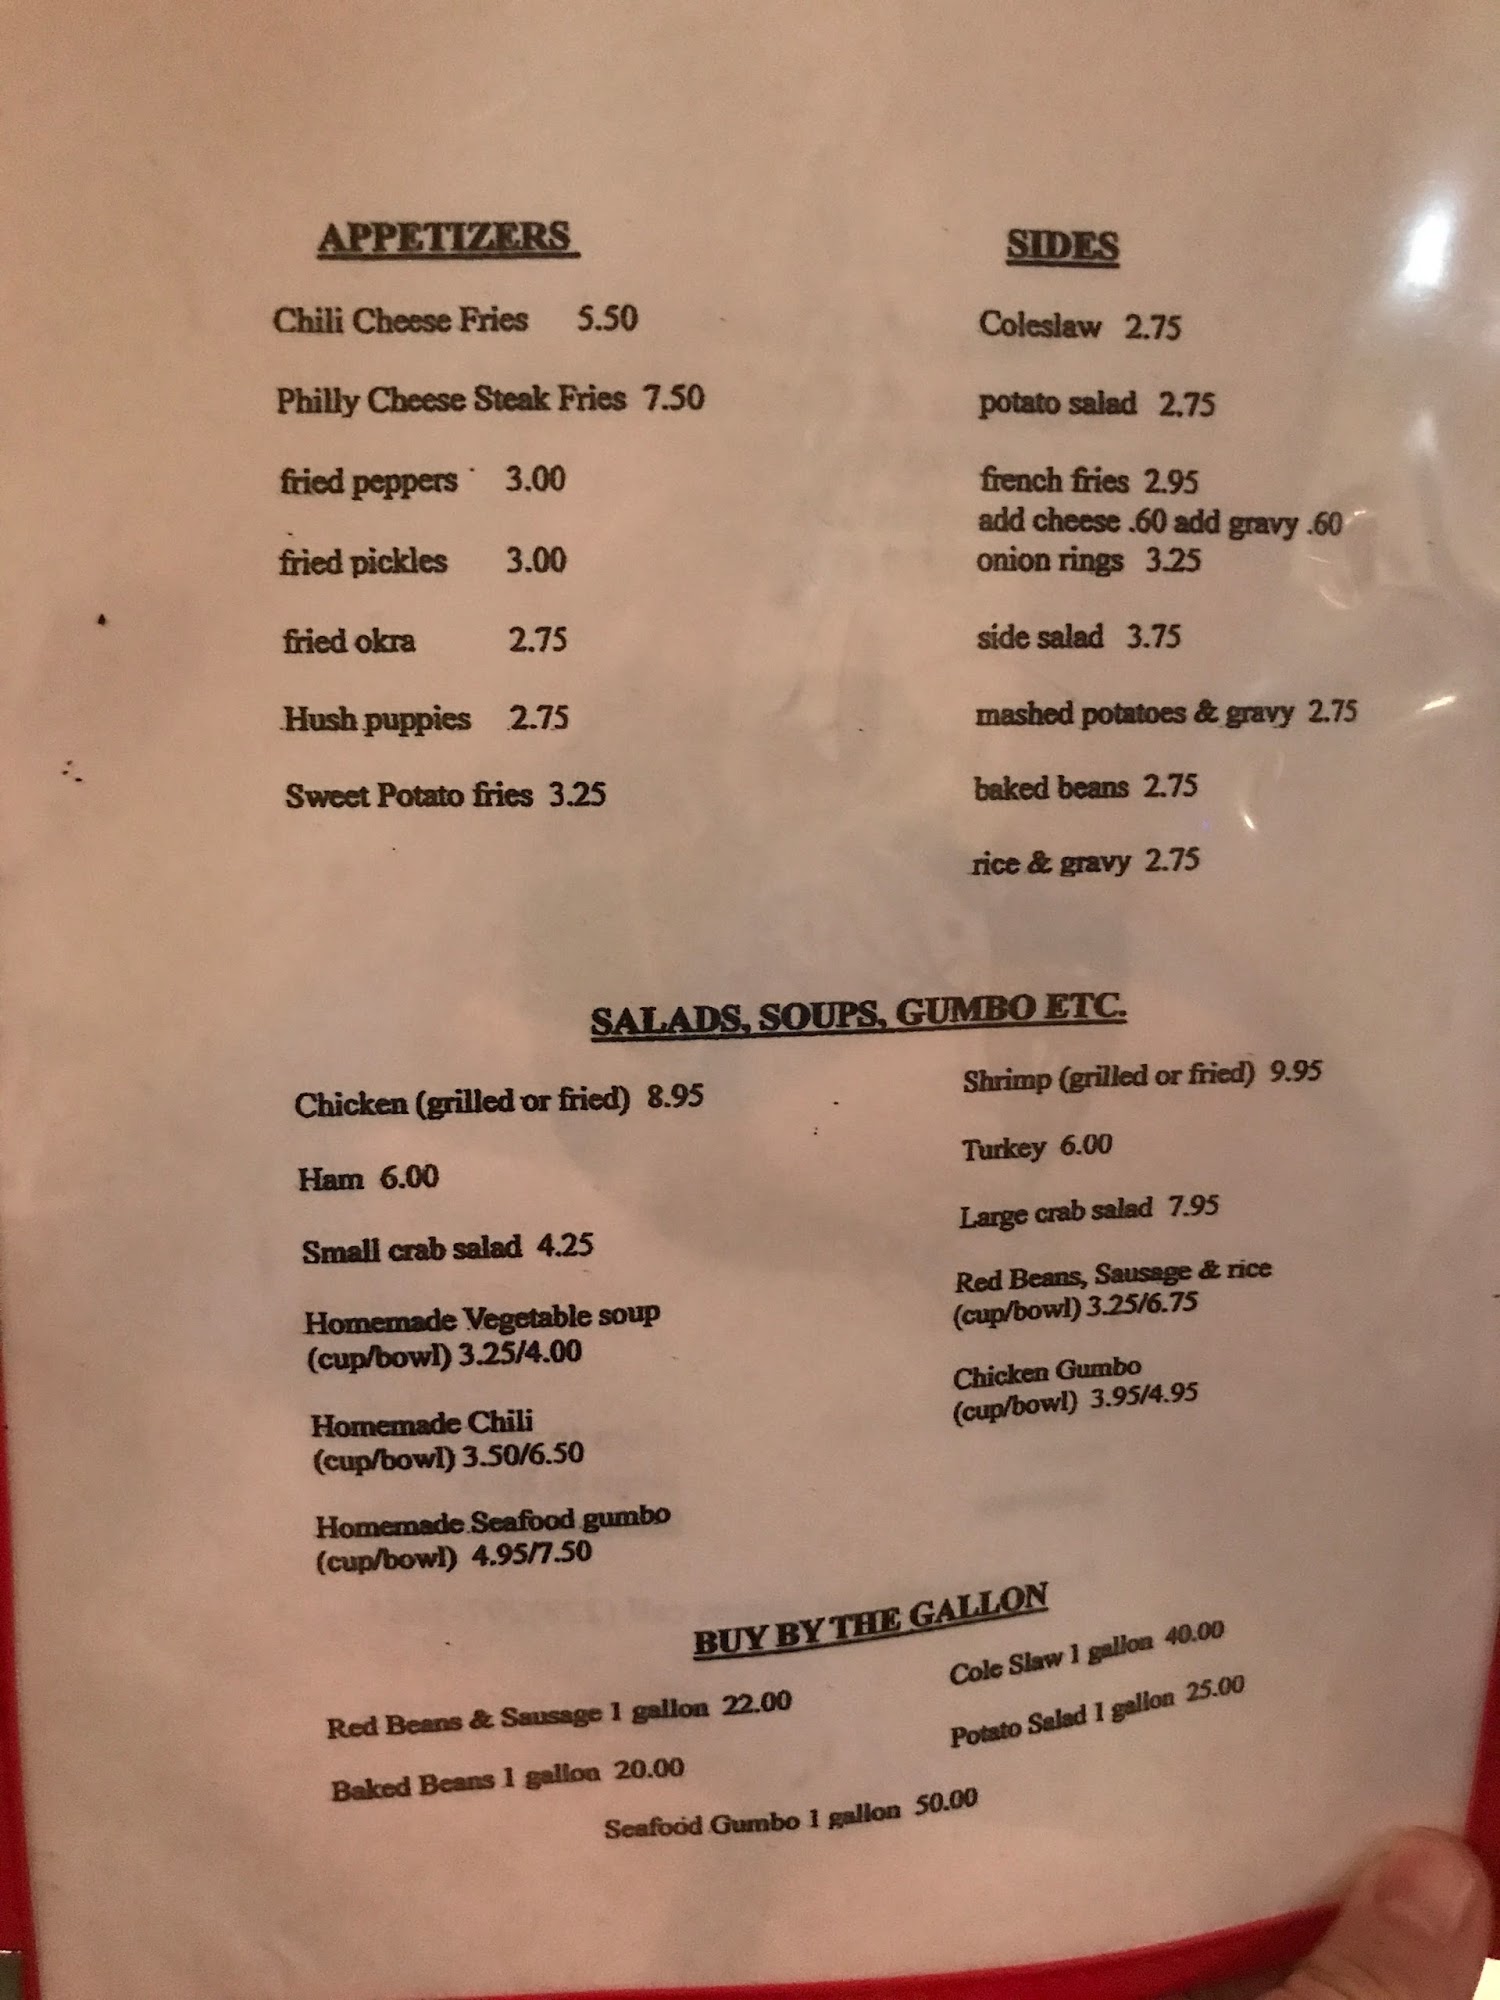 APPETIZERS
Chili Cheese Fries 5.50
Philly Cheese Steak Fries 7.50
fried peppers 3.00
fried pickles 3.00
fried okra 2.75
Hush puppies 2.75
Sweet Potato fries 3.25
SIDES
Coleslaw 2.75
potato salad 2.75
french fries 2.95
add cheese .60 add gravy .60
onion rings 3.25
side salad 3.75
mashed potatoes & gravy 2.75
baked beans 2.75
rice & gravy 2.75
SALADS, SOUPS, GUMBO ETC.
Chicken (grilled or fried) 8.95
Ham 6.00
Small crab salad 4.25
Homemade Vegetable soup
(cup/bowl) 3.25/4.00
Homemade Chili
(cup/bowl) 3.50/6.50
Homemade Seafood gumbo
(cup/bowl) 4.95/7.50
Shrimp (grilled or fried) 9.95
Turkey 6.00
Large crab salad 7.95
Red Beans, Sausage & rice
(cup/bowl) 3.25/6.75
Chicken Gumbo
(cup/bowl) 3.95/4.95
BUY BY THE GALLON
Red Beans & Sausage 1 gallon 22.00
Baked Beans 1 gallon 20.00
Cole Slaw 1 gallon 40.00
Potato Salad 1 gallon 25.00
Seafood Gumbo 1 gallon 50.00